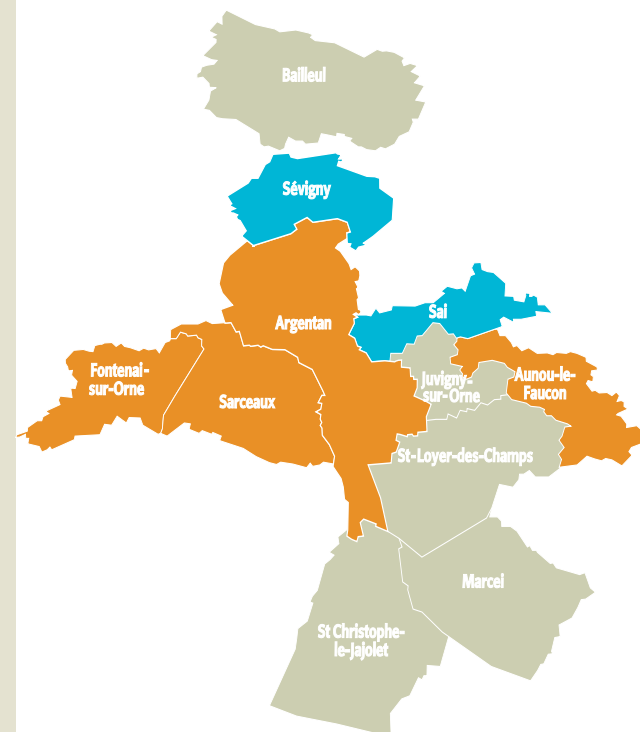 Bailleul
Sévigny
Sai
Argentan
Fontenai-
sur-Orne
Juvigny-
sur-Orne
Aunou-le-
Faucon
Sarceaux
St-Loyer-des-Champs
Marcei
St Christophe-
le-Jajolet